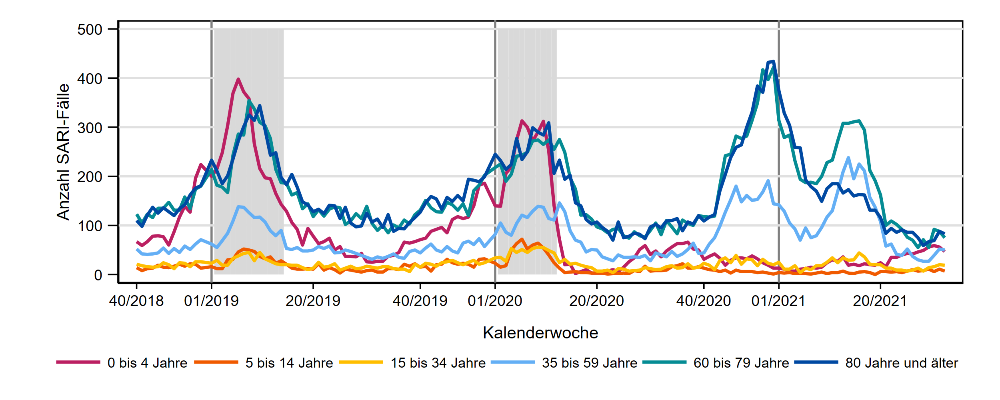 500
400
300
200
100
0
Anzahl SARI-Fälle
40/2018 01/2019 20/2019 40/2019 01/2020 20/2020 40/2020 01/2021 20/2021
Kalenderwoche
0 bis 4 Jahre 5 bis 14 Jahre 15 bis 34 Jahre 35 bis 59 Jahre 60 bis 79 Jahre 80 Jahre und älter